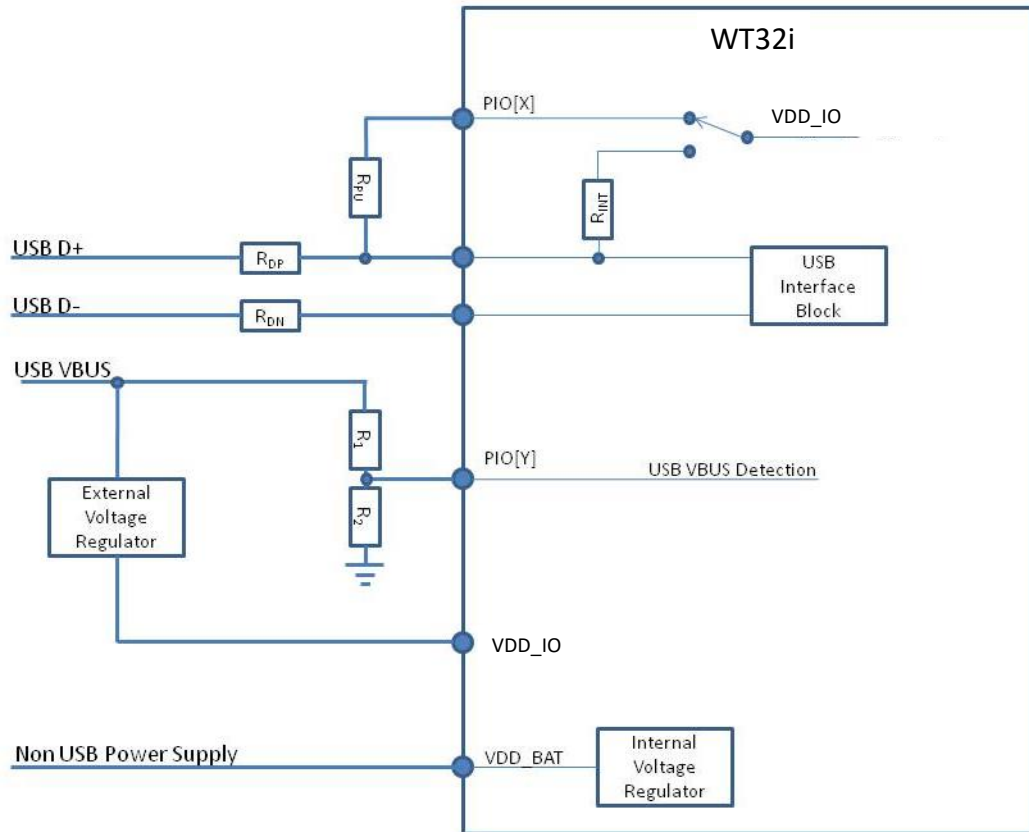 WT32i
PIO[X]
VDD_IO
RPU
RINT
USB D+
RDP
USB
Interface
Block
USB D-
RDN
USB VBUS
R1
PIO[Y]
USB VBUS Detection
External
Voltage
Regulator
R2
VDD_IO
Non USB Power Supply
VDD_BAT
Internal
Voltage
Regulator